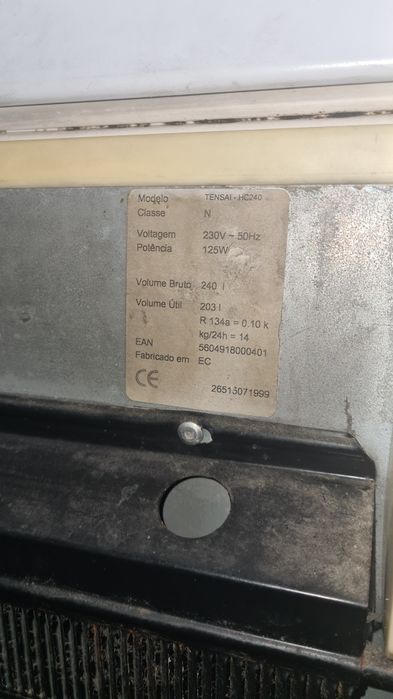 Modelo TENSAI - HC240
Classe N
Voltagem 230V ~ 50Hz
Potência 125W
Volume Bruto 240 l
Volume Útil 203 l
R 134a = 0.10 k
kg/24h = 14
EAN 5604918000401
Fabricado em EC
CE
26515071999